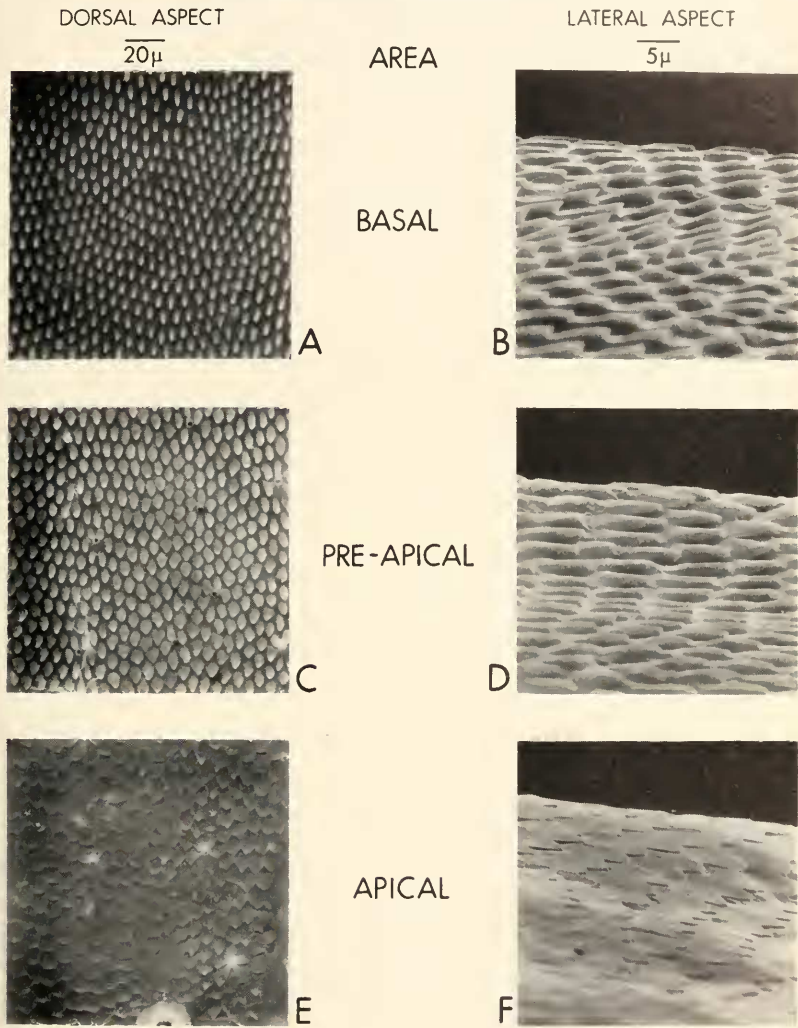 DORSAL ASPECT
20μ
AREA
LATERAL ASPECT
5μ
BASAL
A
B
PRE-APICAL
C
D
APICAL
E
F